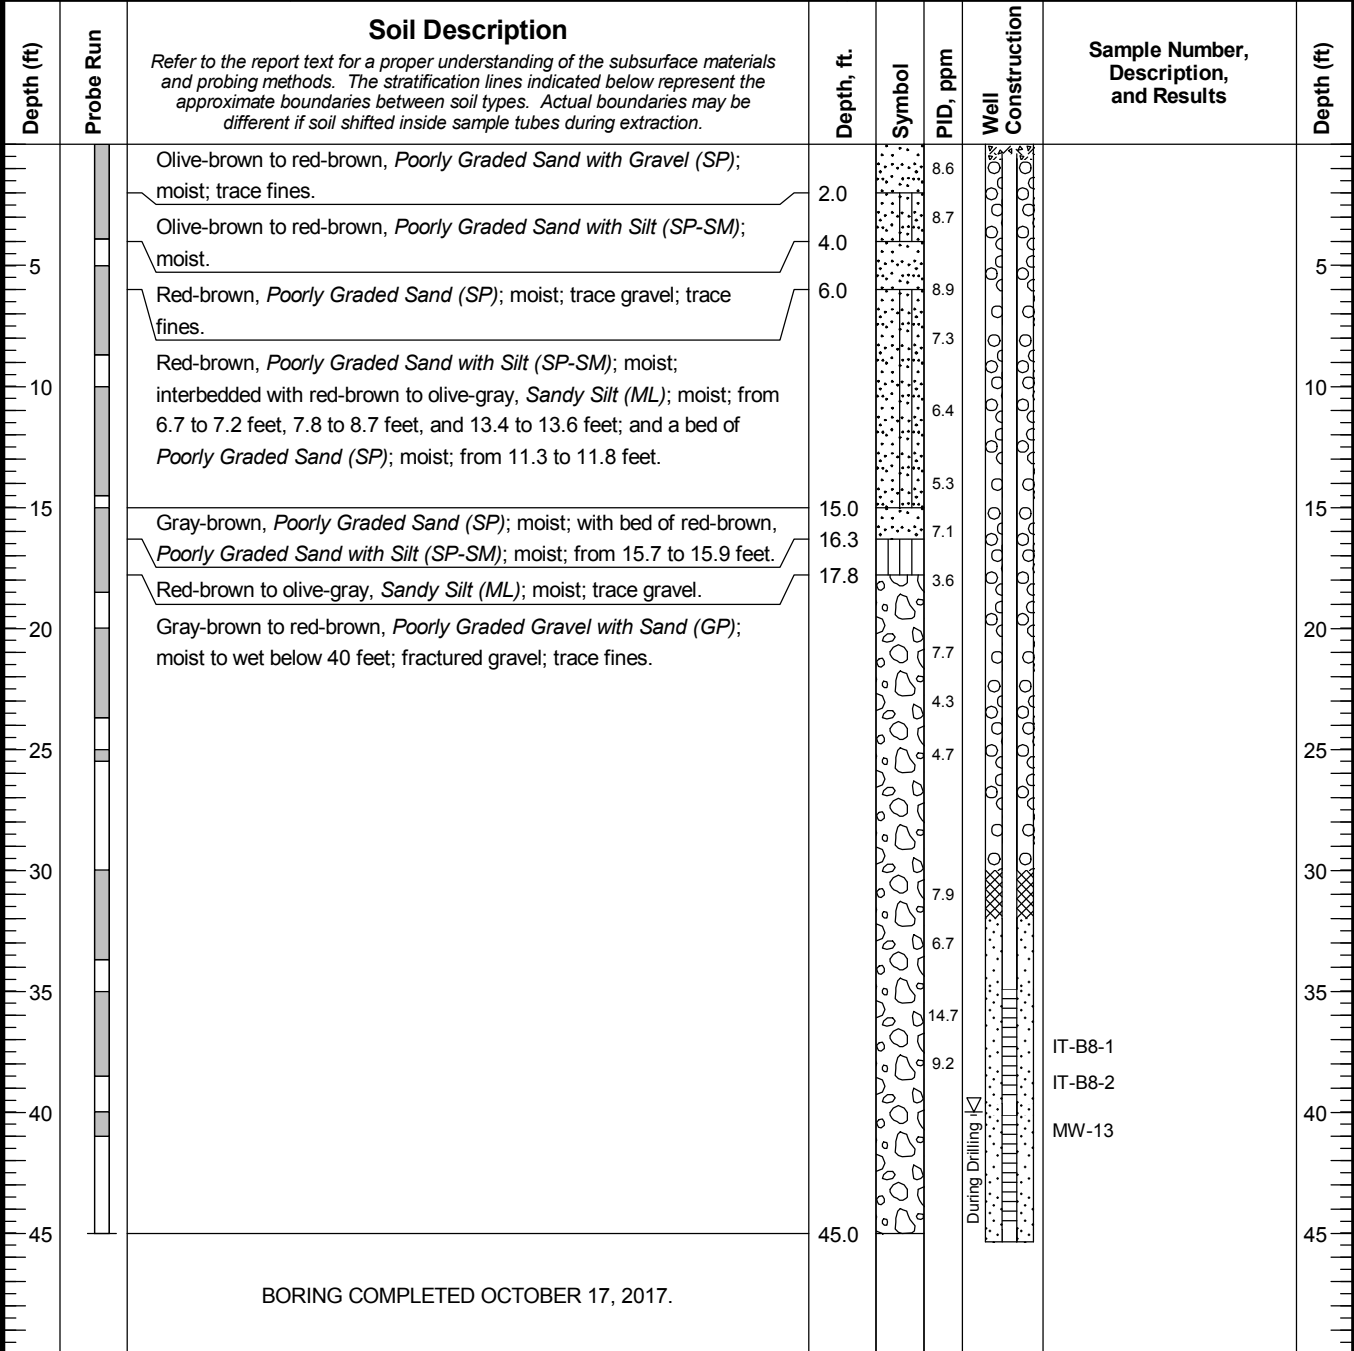 Depth (ft)
Probe Run
Soil Description
Refer to the report text for a proper understanding of the subsurface materials
and probing methods. The stratification lines indicated below represent the
approximate boundaries between soil types. Actual boundaries may be
different if soil shifted inside sample tubes during extraction.
Depth, ft.
Symbol
PID, ppm
Well
Construction
Sample Number,
Description,
and Results
Depth (ft)
Olive-brown to red-brown, Poorly Graded Sand with Gravel (SP);
moist; trace fines.
Olive-brown to red-brown, Poorly Graded Sand with Silt (SP-SM);
moist.
Red-brown, Poorly Graded Sand (SP); moist; trace gravel; trace
fines.
Red-brown, Poorly Graded Sand with Silt (SP-SM); moist;
interbedded with red-brown to olive-gray, Sandy Silt (ML); moist; from
6.7 to 7.2 feet, 7.8 to 8.7 feet, and 13.4 to 13.6 feet; and a bed of
Poorly Graded Sand (SP); moist; from 11.3 to 11.8 feet.
Gray-brown, Poorly Graded Sand (SP); moist; with bed of red-brown,
Poorly Graded Sand with Silt (SP-SM); moist; from 15.7 to 15.9 feet.
Red-brown to olive-gray, Sandy Silt (ML); moist; trace gravel.
Gray-brown to red-brown, Poorly Graded Gravel with Sand (GP);
moist to wet below 40 feet; fractured gravel; trace fines.
BORING COMPLETED OCTOBER 17, 2017.
5
10
15
20
25
30
35
40
45
2.0
4.0
6.0
15.0
16.3
17.8
45.0
8.6
8.7
8.9
7.3
6.4
5.3
7.1
3.6
7.7
4.3
4.7
7.9
6.7
14.7
9.2
During Drilling
IT-B8-1
IT-B8-2
MW-13
5
10
15
20
25
30
35
40
45